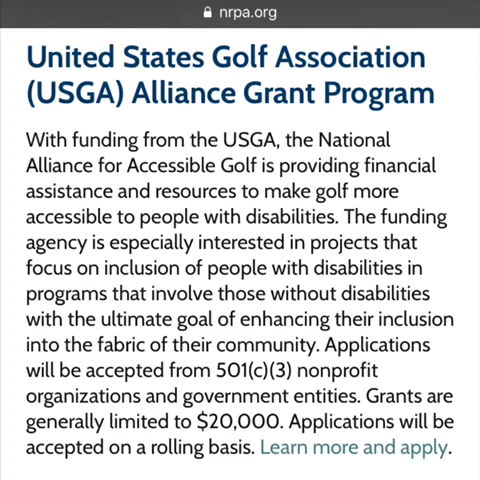 nrpa.org
United States Golf Association
(USGA) Alliance Grant Program
With funding from the USGA, the National
Alliance for Accessible Golf is providing financial
assistance and resources to make golf more
accessible to people with disabilities. The funding
agency is especially interested in projects that
focus on inclusion of people with disabilities in
programs that involve those without disabilities
with the ultimate goal of enhancing their inclusion
into the fabric of their community. Applications
will be accepted from 501(c)(3) nonprofit
organizations and government entities. Grants are
generally limited to $20,000. Applications will be
accepted on a rolling basis. Learn more and apply.